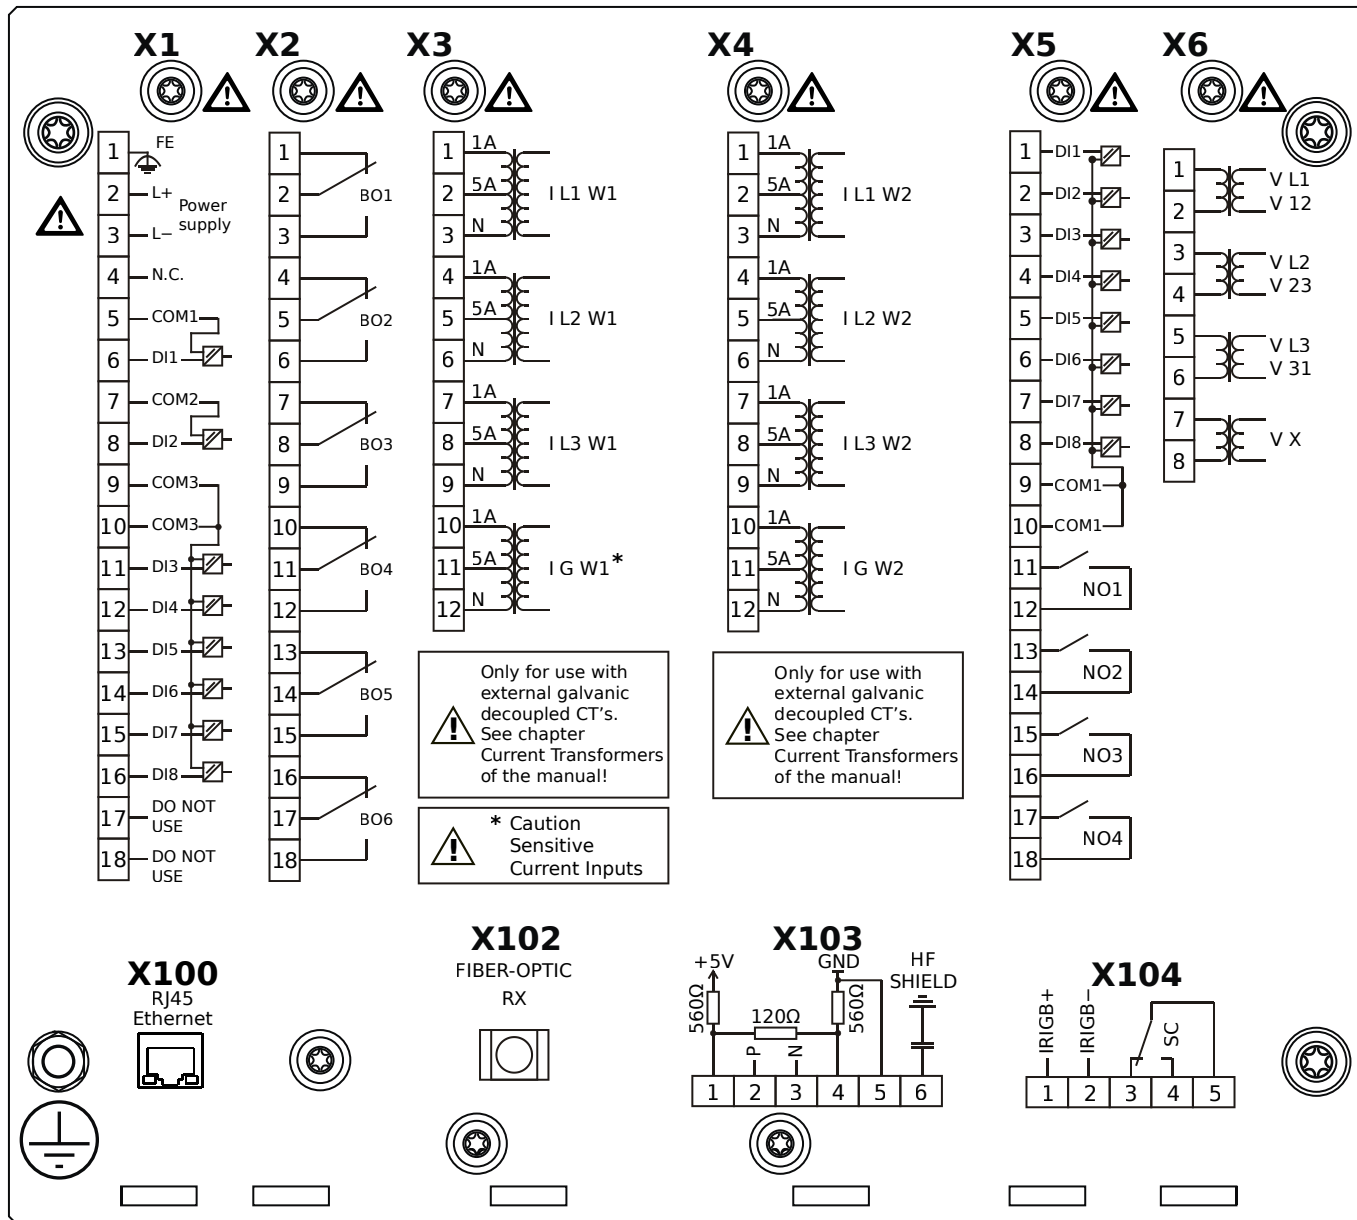 X1
1 FE
2 L+ Power
supply
3 L−
4 N.C.
5 COM1
6 DI1
7 COM2
8 DI2
9 COM3
10 COM3
11 DI3
12 DI4
13 DI5
14 DI6
15 DI7
16 DI8
17 DO NOT
USE
18 DO NOT
USE
X2
1
2 BO1
3
4
5 BO2
6
7
8 BO3
9
10
11 BO4
12
13
14 BO5
15
16
17 BO6
18
X3
1 1A
2 5A I L1 W1
3 N
4 1A
5 5A I L2 W1
6 N
7 1A
8 5A I L3 W1
9 N
10 1A
11 5A I G W1*
12 N
! Only for use with
external galvanic
decoupled CT's.
See chapter
Current Transformers
of the manual!
! * Caution
Sensitive
Current Inputs
X4
1 1A
2 5A I L1 W2
3 N
4 1A
5 5A I L2 W2
6 N
7 1A
8 5A I L3 W2
9 N
10 1A
11 5A I G W2
12 N
! Only for use with
external galvanic
decoupled CT's.
See chapter
Current Transformers
of the manual!
X5
1 DI1
2 DI2
3 DI3
4 DI4
5 DI5
6 DI6
7 DI7
8 DI8
9 COM1
10 COM1
11
12 NO1
13
14 NO2
15
16 NO3
17
18 NO4
X6
1 V L1
2 V 12
3 V L2
4 V 23
5 V L3
6 V 31
7 V X
8
X100
RJ45
Ethernet
X102
FIBER-OPTIC
RX
X103
+5V GND HF
SHIELD
560Ω 120Ω 560Ω
P N
1 2 3 4 5 6
X104
IRIGB+ IRIGB− SC
1 2 3 4 5